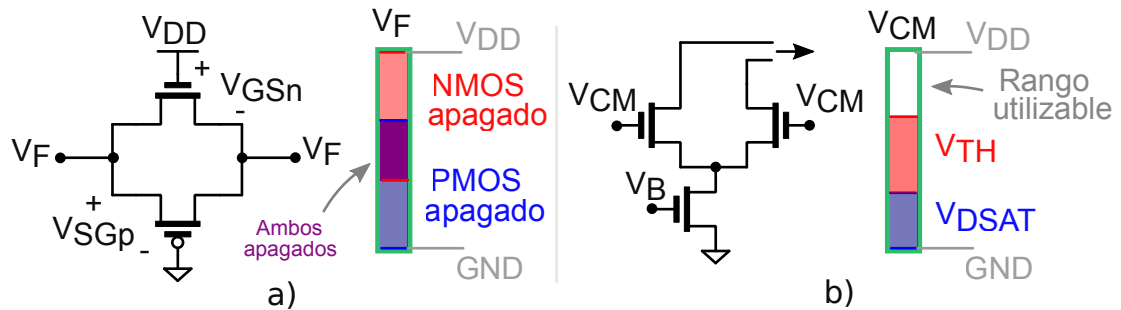 VDD
+
VGSn
-
VF
VF
+
VSGp
-
VF
VDD
NMOS
apagado
PMOS
apagado
Ambos
apagados
GND
a)
VCM
VCM
VB
VCM
VDD
Rango
utilizable
VTH
VDSAT
GND
b)